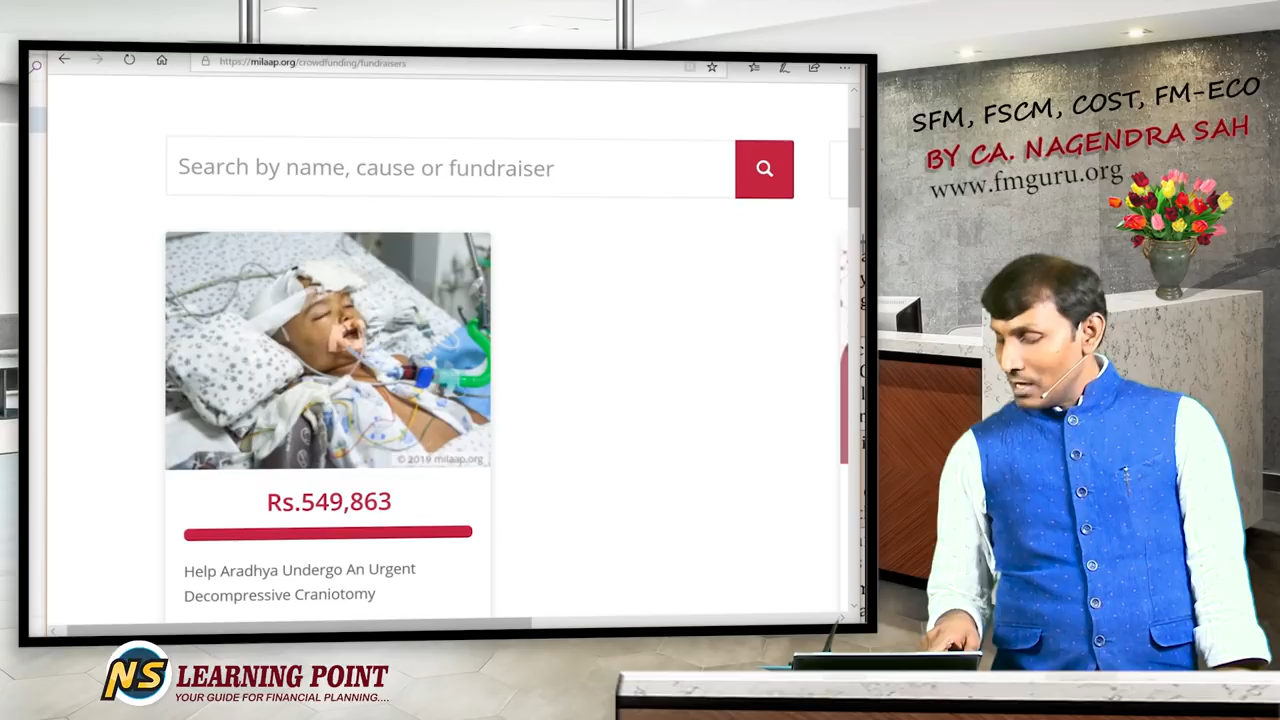 https://milaap.org/crowdfunding/fundraisers
Search by name, cause or fundraiser
© 2019 milaap.org
Rs.549,863
Help Aradhya Undergo An Urgent
Decompressive Craniotomy
SFM, FSCM, COST, FM-ECO
BY CA. NAGENDRA SAH
www.fmguru.org
NS LEARNING POINT
YOUR GUIDE FOR FINANCIAL PLANNING....